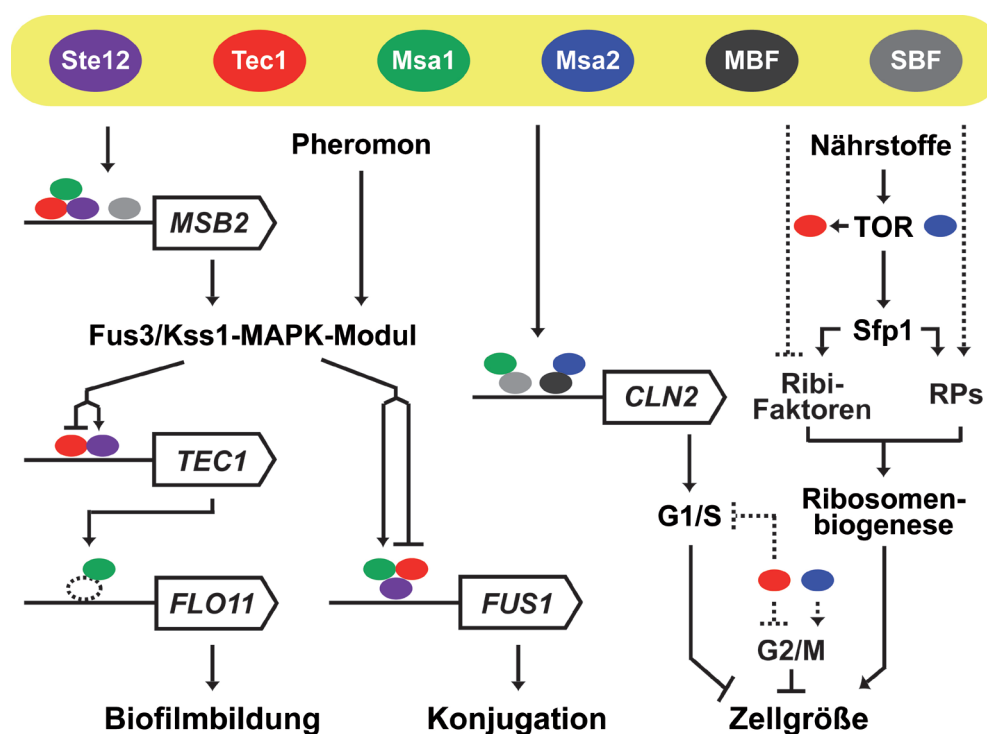 Ste12 Tec1 Msa1 Msa2 MBF SBF
Pheromon
Nährstoffe
MSB2
TOR
Fus3/Kss1-MAPK-Modul
Sfp1
CLN2
Ribi-
Faktoren
RPs
TEC1
G1/S
Ribosomen-
biogenese
FLO11
FUS1
G2/M
Biofilmbildung
Konjugation
Zellgröße